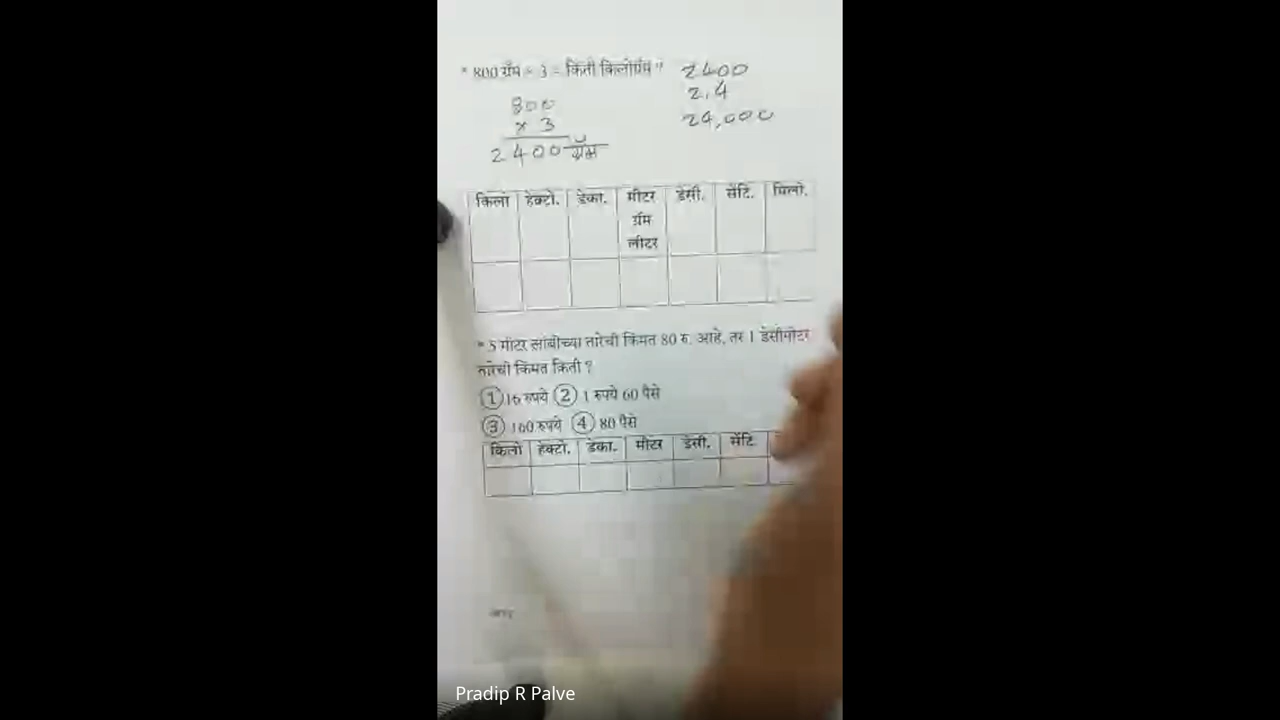 * 800 ग्रॅम × 3 = किती किलोग्रॅम ?
800
× 3
2400 ग्रॅम
2400
2.4
24,000
किलो हेक्टो. डेका. मीटर ग्रॅम लीटर डेसी. सेंटि. मिली.
* 5 मीटर लांबीच्या तारेची किंमत 80 रु. आहे, तर 1 डेसीमीटर
तारेची किंमत किती ?
① 16 रुपये ② 1 रुपये 60 पैसे
③ 160 रुपये ④ 80 पैसे
किलो हेक्टो. डेका. मीटर डेसी. सेंटि
Pradip R Palve